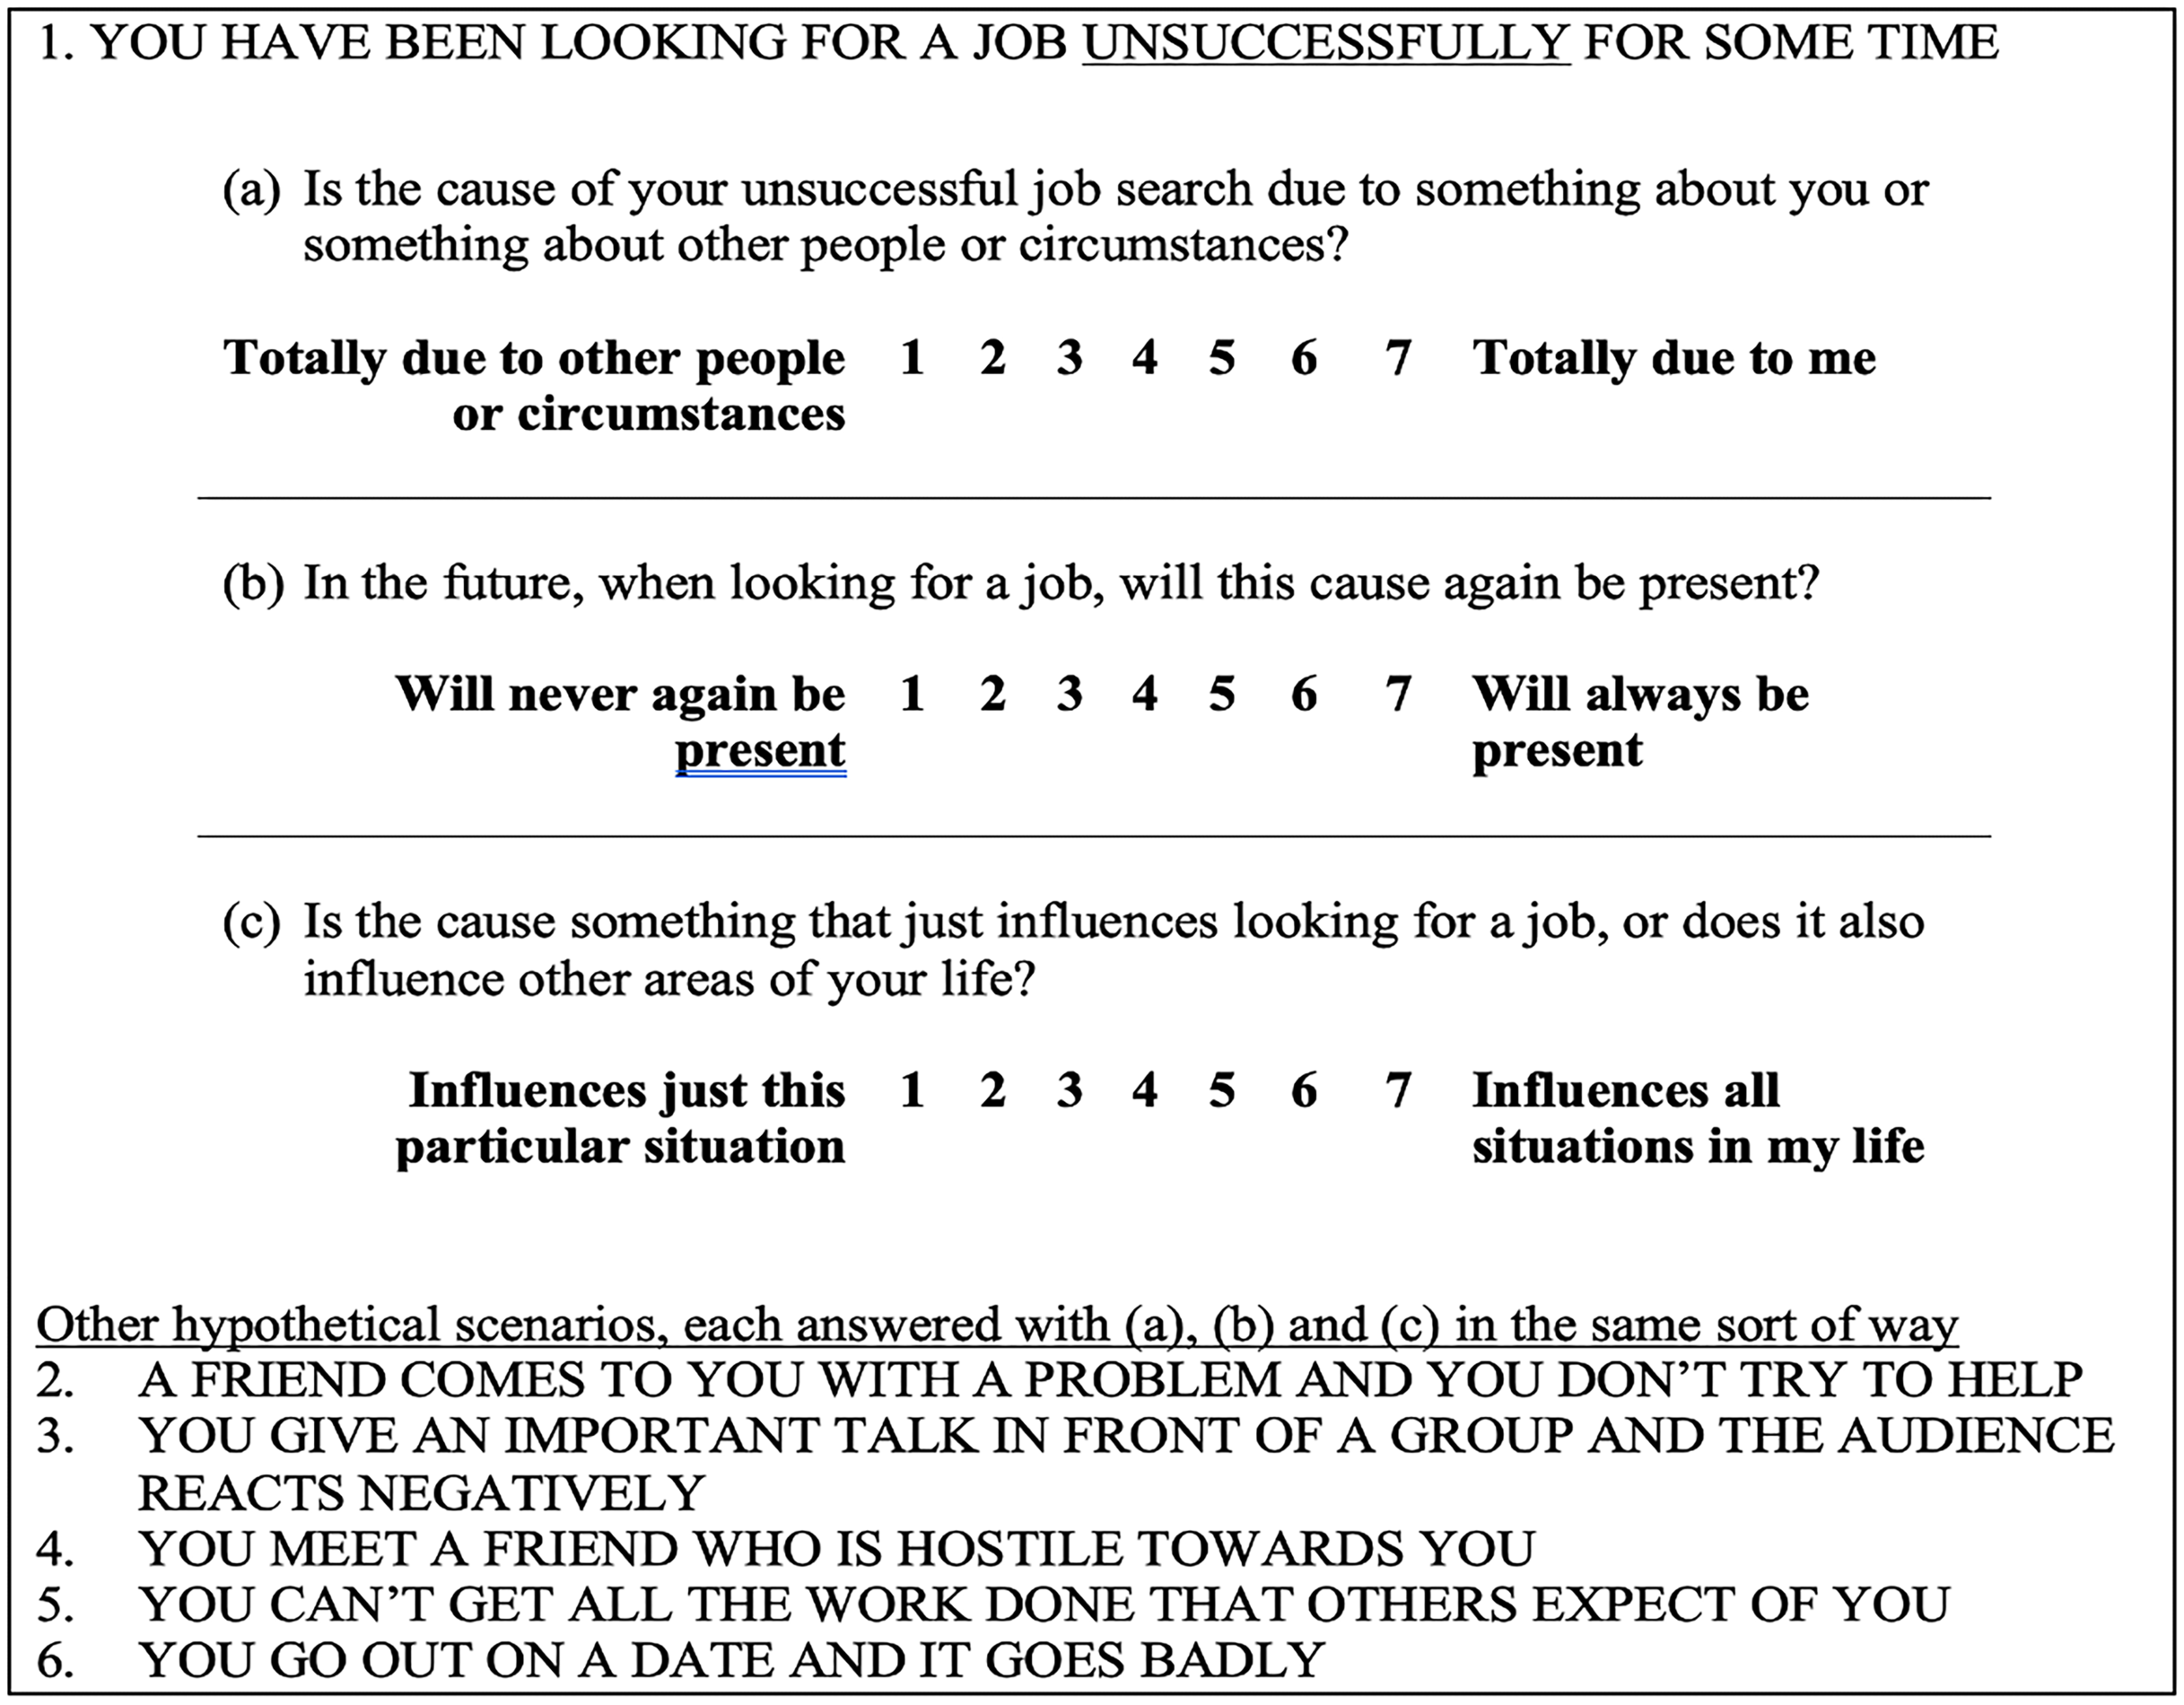 1. YOU HAVE BEEN LOOKING FOR A JOB UNSUCCESSFULLY FOR SOME TIME
(a) Is the cause of your unsuccessful job search due to something about you or
something about other people or circumstances?
Totally due to other people 1 2 3 4 5 6 7 Totally due to me
or circumstances
(b) In the future, when looking for a job, will this cause again be present?
Will never again be 1 2 3 4 5 6 7 Will always be
present present
(c) Is the cause something that just influences looking for a job, or does it also
influence other areas of your life?
Influences just this 1 2 3 4 5 6 7 Influences all
particular situation situations in my life
Other hypothetical scenarios, each answered with (a), (b) and (c) in the same sort of way
2. A FRIEND COMES TO YOU WITH A PROBLEM AND YOU DON’T TRY TO HELP
3. YOU GIVE AN IMPORTANT TALK IN FRONT OF A GROUP AND THE AUDIENCE
REACTS NEGATIVELY
4. YOU MEET A FRIEND WHO IS HOSTILE TOWARDS YOU
5. YOU CAN’T GET ALL THE WORK DONE THAT OTHERS EXPECT OF YOU
6. YOU GO OUT ON A DATE AND IT GOES BADLY